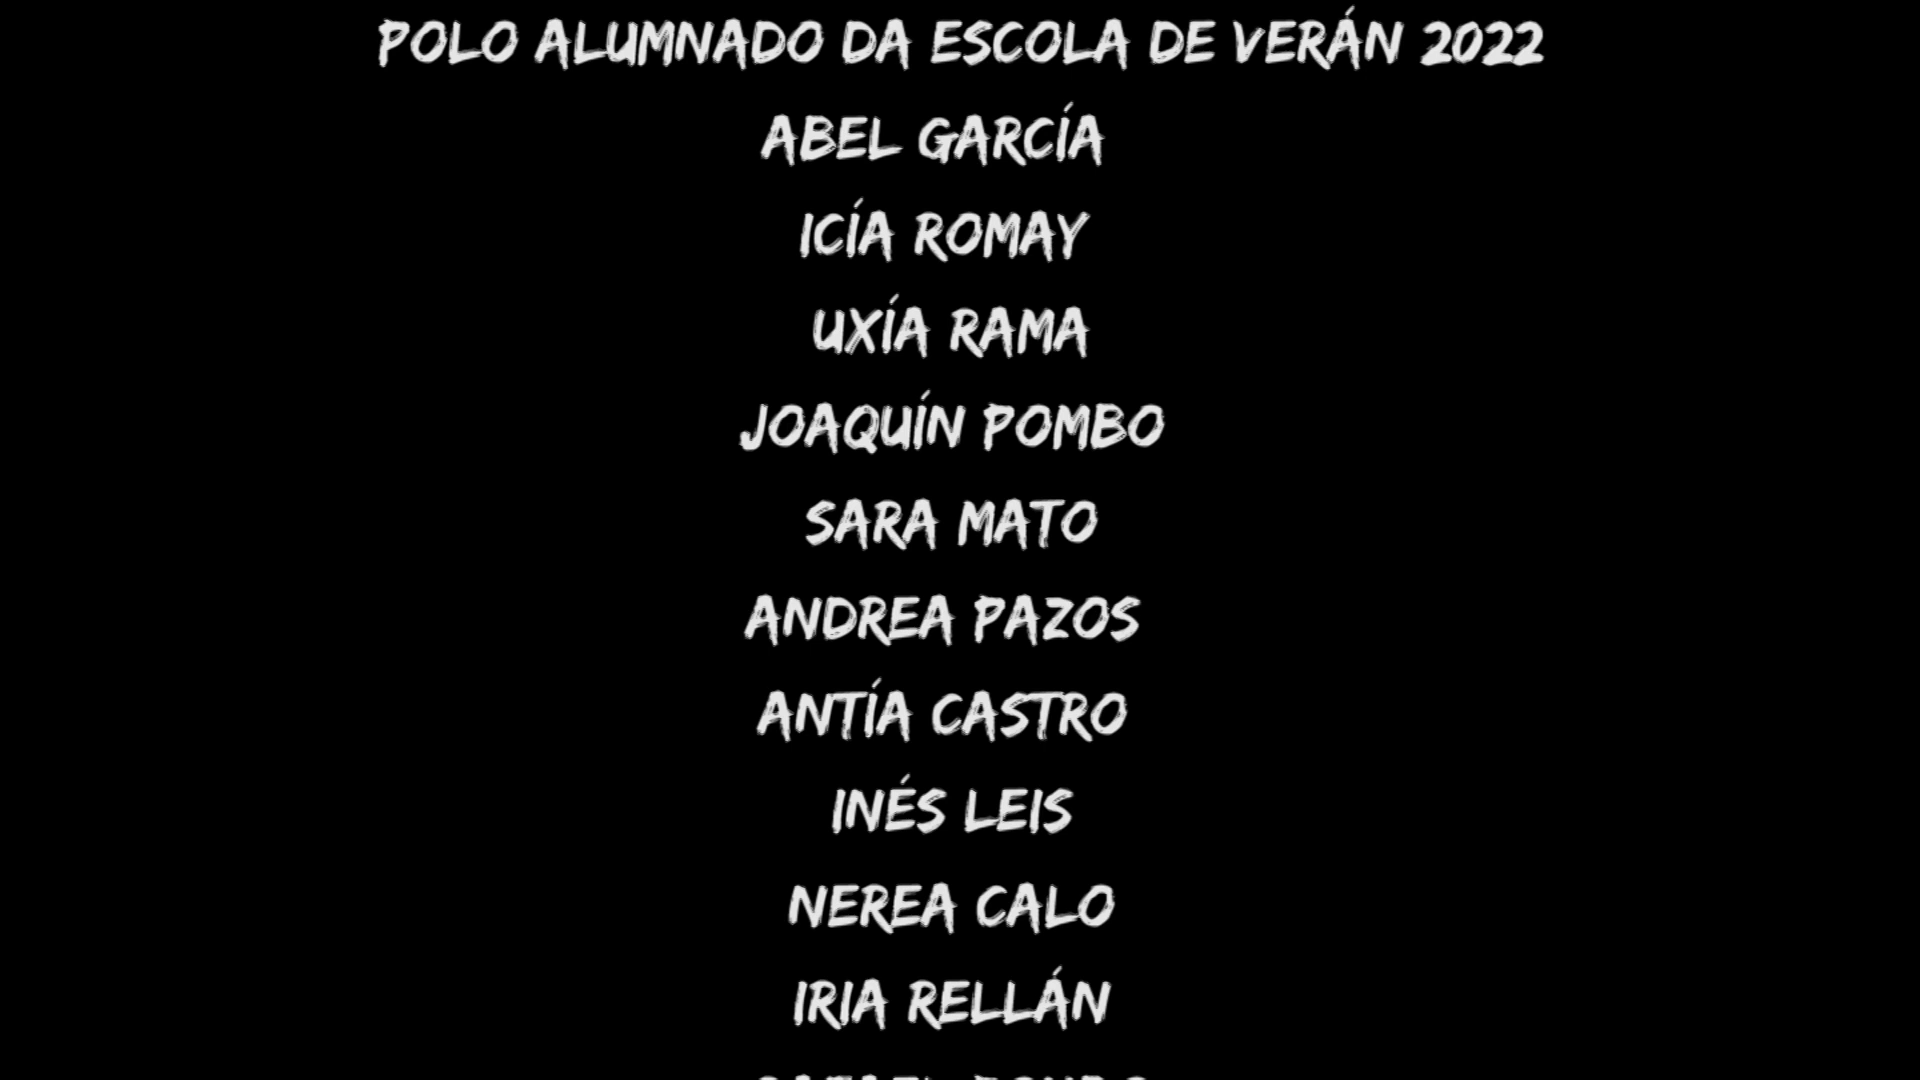 POLO ALUMNADO DA ESCOLA DE VERÁN 2022
ABEL GARCÍA
ICÍA ROMAY
UXÍA RAMA
JOAQUÍN POMBO
SARA MATO
ANDREA PAZOS
ANTÍA CASTRO
INÉS LEIS
NEREA CALO
IRIA RELLÁN